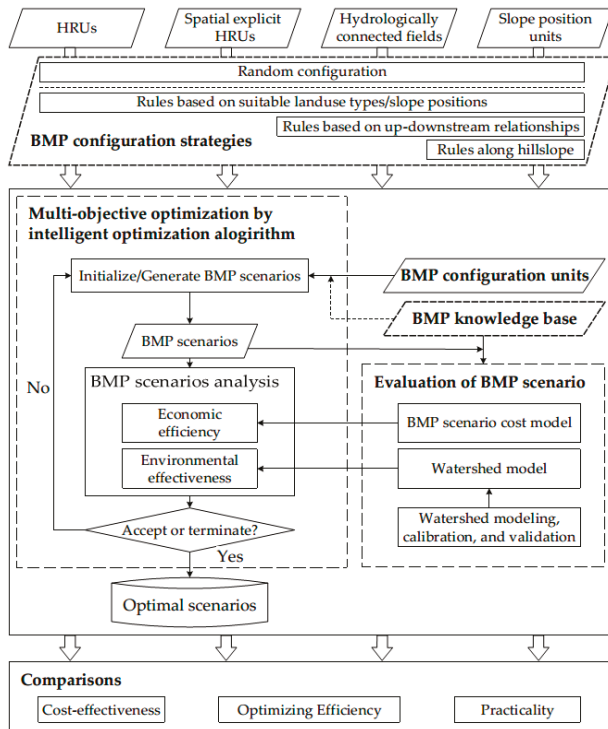 HRUs
Spatial explicit
HRUs
Hydrologically
connected fields
Slope position
units
Random configuration
Rules based on suitable landuse types/slope positions
Rules based on up-downstream relationships
BMP configuration strategies
Rules along hillslope
Multi-objective optimization by
intelligent optimization alogirithm
Initialize/Generate BMP scenarios
BMP configuration units
BMP knowledge base
BMP scenarios
No
BMP scenarios analysis
Evaluation of BMP scenario
Economic
efficiency
BMP scenario cost model
Environmental
effectiveness
Watershed model
Accept or terminate?
Watershed modeling,
calibration, and validation
Yes
Optimal scenarios
Comparisons
Cost-effectiveness
Optimizing Efficiency
Practicality